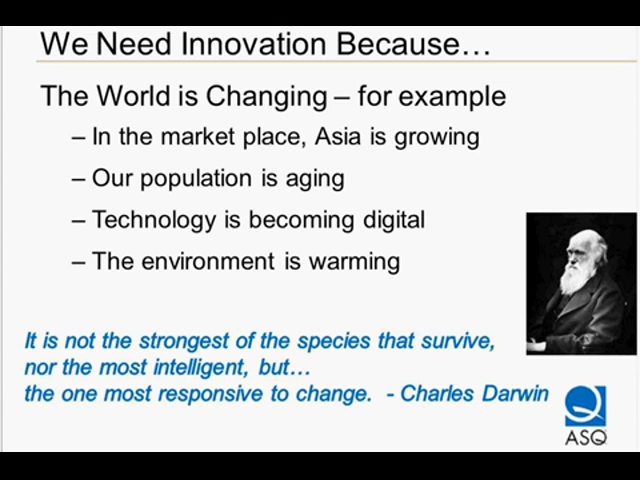 We Need Innovation Because…
The World is Changing – for example
– In the market place, Asia is growing
– Our population is aging
– Technology is becoming digital
– The environment is warming
It is not the strongest of the species that survive,
nor the most intelligent, but…
the one most responsive to change.  - Charles Darwin
ASQ